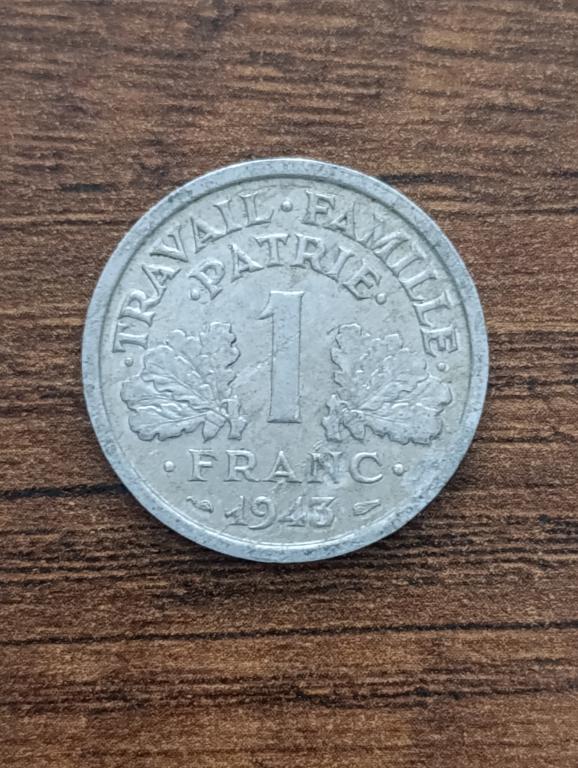 ·TRAVAIL·FAMILLE·
·PATRIE·
1
·FRANC·
1943